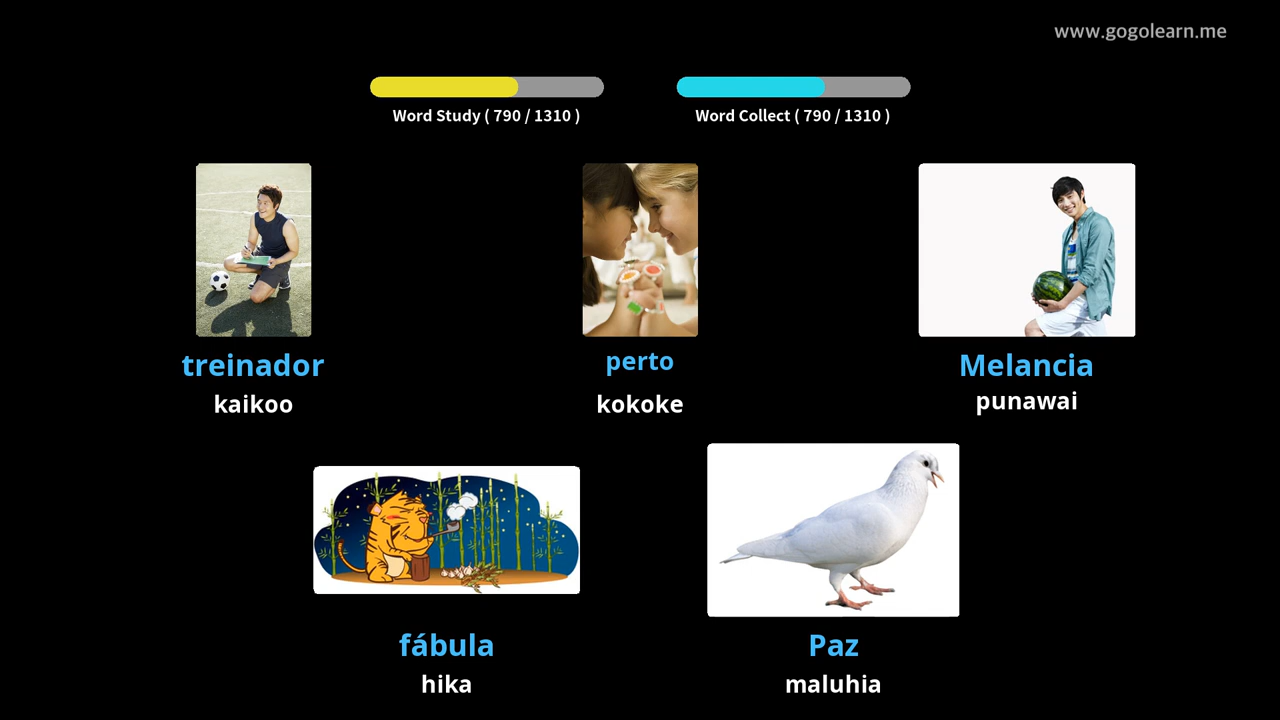 www.gogolearn.me
Word Study ( 790 / 1310 )
Word Collect ( 790 / 1310 )
treinador
kaikoo
perto
kokoke
Melancia
punawai
fábula
hika
Paz
maluhia